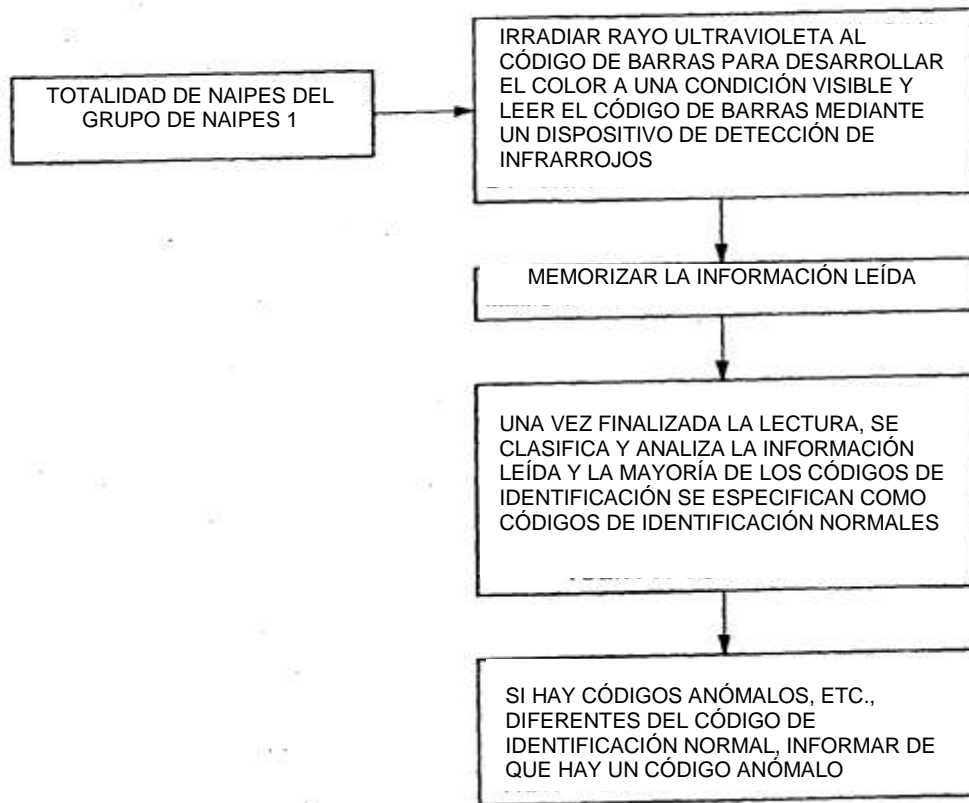 TOTALIDAD DE NAIPES DEL
GRUPO DE NAIPES 1
IRRADIAR RAYO ULTRAVIOLETA AL
CÓDIGO DE BARRAS PARA DESARROLLAR
EL COLOR A UNA CONDICIÓN VISIBLE Y
LEER EL CÓDIGO DE BARRAS MEDIANTE
UN DISPOSITIVO DE DETECCIÓN DE
INFRARROJOS
MEMORIZAR LA INFORMACIÓN LEÍDA
UNA VEZ FINALIZADA LA LECTURA, SE
CLASIFICA Y ANALIZA LA INFORMACIÓN
LEÍDA Y LA MAYORÍA DE LOS CÓDIGOS DE
IDENTIFICACIÓN SE ESPECIFICAN COMO
CÓDIGOS DE IDENTIFICACIÓN NORMALES
SI HAY CÓDIGOS ANÓMALOS, ETC.,
DIFERENTES DEL CÓDIGO DE
IDENTIFICACIÓN NORMAL, INFORMAR DE
QUE HAY UN CÓDIGO ANÓMALO